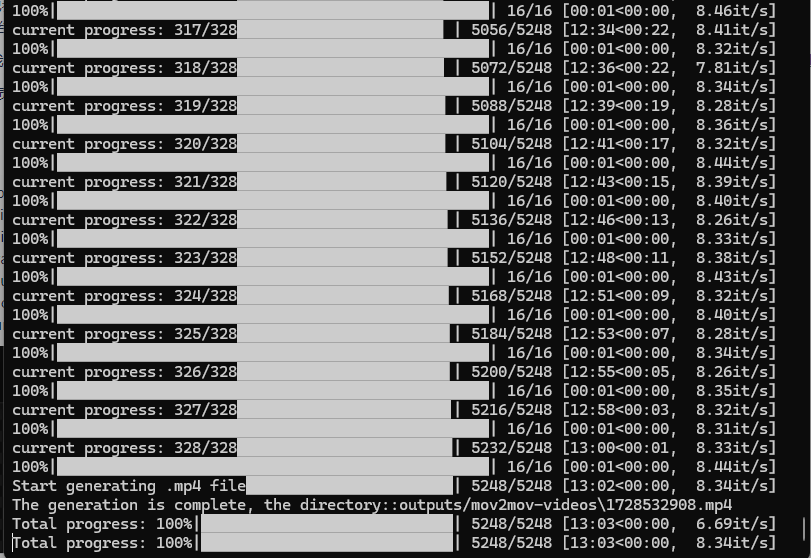 100%| | 16/16 [00:01<00:00, 8.46it/s]
current progress: 317/328 | 5056/5248 [12:34<00:22, 8.41it/s]
100%| | 16/16 [00:01<00:00, 8.32it/s]
current progress: 318/328 | 5072/5248 [12:36<00:22, 7.81it/s]
100%| | 16/16 [00:01<00:00, 8.34it/s]
current progress: 319/328 | 5088/5248 [12:39<00:19, 8.28it/s]
100%| | 16/16 [00:01<00:00, 8.36it/s]
current progress: 320/328 | 5104/5248 [12:41<00:17, 8.32it/s]
100%| | 16/16 [00:01<00:00, 8.44it/s]
current progress: 321/328 | 5120/5248 [12:43<00:15, 8.39it/s]
100%| | 16/16 [00:01<00:00, 8.40it/s]
current progress: 322/328 | 5136/5248 [12:46<00:13, 8.26it/s]
100%| | 16/16 [00:01<00:00, 8.33it/s]
current progress: 323/328 | 5152/5248 [12:48<00:11, 8.38it/s]
100%| | 16/16 [00:01<00:00, 8.43it/s]
current progress: 324/328 | 5168/5248 [12:51<00:09, 8.32it/s]
100%| | 16/16 [00:01<00:00, 8.40it/s]
current progress: 325/328 | 5184/5248 [12:53<00:07, 8.28it/s]
100%| | 16/16 [00:01<00:00, 8.34it/s]
current progress: 326/328 | 5200/5248 [12:55<00:05, 8.26it/s]
100%| | 16/16 [00:01<00:00, 8.35it/s]
current progress: 327/328 | 5216/5248 [12:58<00:03, 8.32it/s]
100%| | 16/16 [00:01<00:00, 8.31it/s]
current progress: 328/328 | 5232/5248 [13:00<00:01, 8.33it/s]
100%| | 16/16 [00:01<00:00, 8.44it/s]
Start generating .mp4 file | 5248/5248 [13:02<00:00, 8.34it/s]
The generation is complete, the directory::outputs/mov2mov-videos\1728532908.mp4
Total progress: 100%| | 5248/5248 [13:03<00:00, 6.69it/s]
Total progress: 100%| | 5248/5248 [13:03<00:00, 8.34it/s]